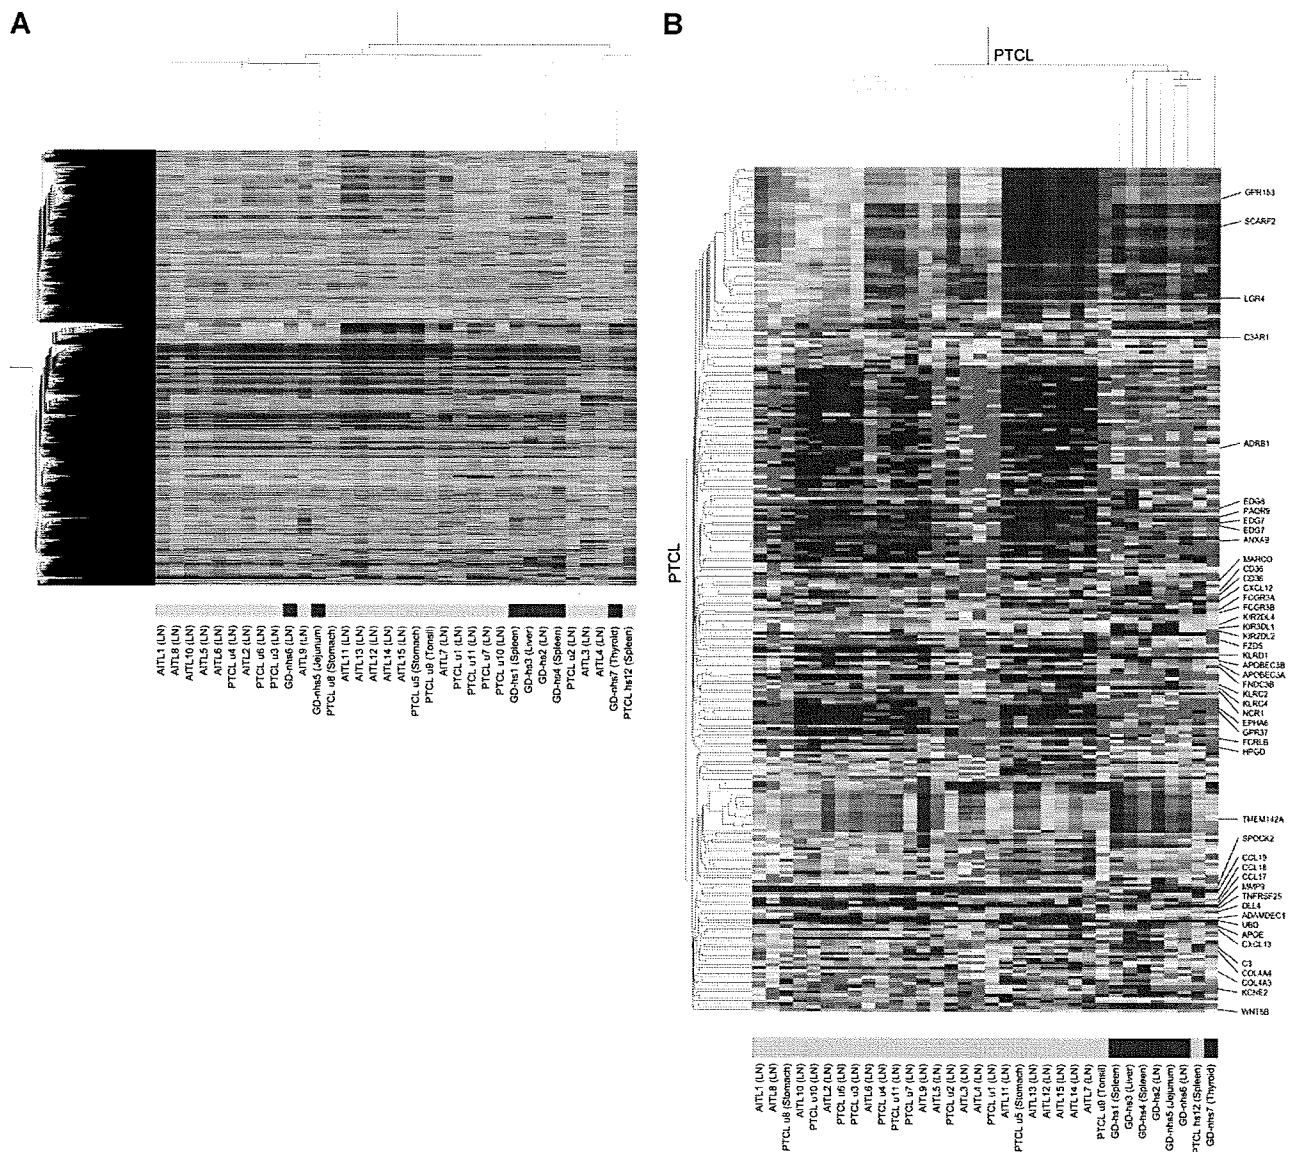 A
AITL1 (LN)
AITL8 (LN)
AITL10 (LN)
AITL5 (LN)
AITL6 (LN)
PTCL u4 (LN)
AITL2 (LN)
PTCL u6 (LN)
PTCL u3 (LN)
GD-nhs6 (LN)
AITL9 (LN)
GD-nhs5 (Jejunum)
PTCL u8 (Stomach)
AITL11 (LN)
AITL13 (LN)
AITL12 (LN)
AITL14 (LN)
AITL15 (LN)
PTCL u5 (Stomach)
PTCL u9 (Tonsil)
AITL7 (LN)
PTCL u1 (LN)
PTCL u11 (LN)
PTCL u7 (LN)
PTCL u10 (LN)
GD-hs1 (Spleen)
GD-hs3 (Liver)
GD-hs2 (LN)
GD-hs4 (Spleen)
PTCL u2 (LN)
AITL3 (LN)
AITL4 (LN)
GD-nhs7 (Thyroid)
PTCL hs12 (Spleen)
B
PTCL
PTCL
GPR153
SCARF2
LGR4
C3AR1
ADRB1
EDG8
PAQR9
EDG7
EDG7
ANXA9
MARCO
CD36
CD36
CXCL12
FCGR3A
FCGR3B
KIR2DL4
KIR3DL1
KIR2DL2
FZD5
KLRD1
APOBEC3B
APOBEC3A
FNDC3B
KLRC2
KLRC4
NCR1
EPHA6
GPR37
FCRLB
HPGD
TMEM142A
SPOCK2
CCL19
CCL18
CCL17
MMP9
TNFRSF25
DLL4
ADAMDEC1
UBD
APOE
CXCL13
C3
COL4A4
COL4A3
KCNE2
WNT5B
AITL1 (LN)
AITL8 (LN)
PTCL u8 (Stomach)
AITL10 (LN)
PTCL u10 (LN)
AITL2 (LN)
PTCL u6 (LN)
PTCL u3 (LN)
AITL6 (LN)
PTCL u4 (LN)
PTCL u11 (LN)
PTCL u7 (LN)
AITL9 (LN)
AITL5 (LN)
PTCL u2 (LN)
AITL3 (LN)
AITL4 (LN)
PTCL u1 (LN)
AITL11 (LN)
PTCL u5 (Stomach)
AITL13 (LN)
AITL12 (LN)
AITL15 (LN)
AITL14 (LN)
AITL7 (LN)
PTCL u9 (Tonsil)
GD-hs1 (Spleen)
GD-hs3 (Liver)
GD-hs4 (Spleen)
GD-hs2 (LN)
GD-nhs5 (Jejunum)
GD-nhs6 (LN)
PTCL hs12 (Spleen)
GD-nhs7 (Thyroid)